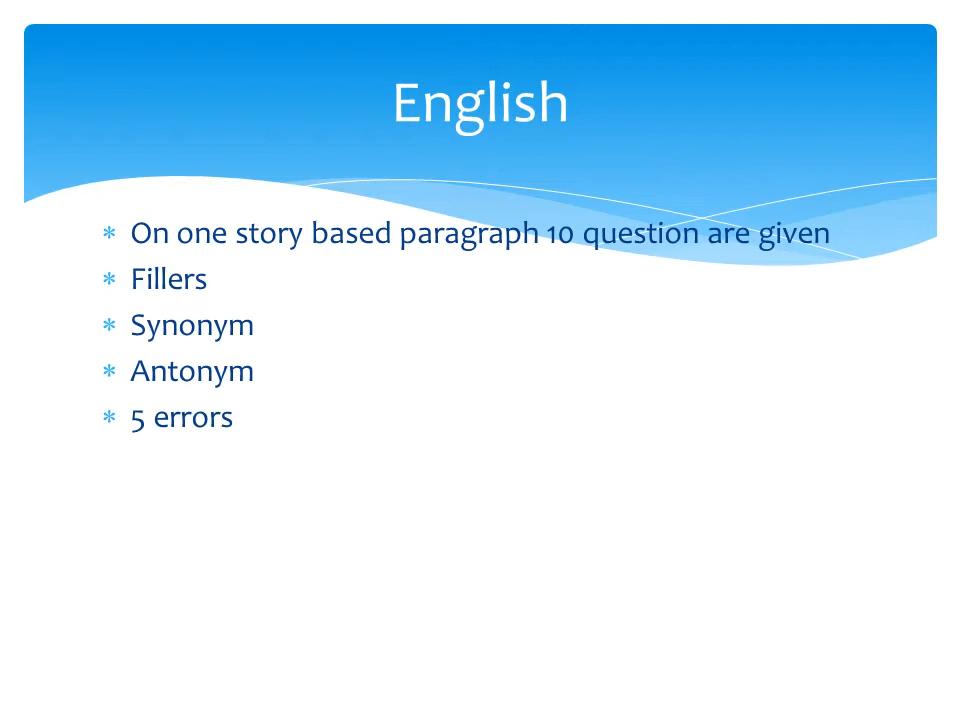 English
* On one story based paragraph 10 question are given
* Fillers
* Synonym
* Antonym
* 5 errors